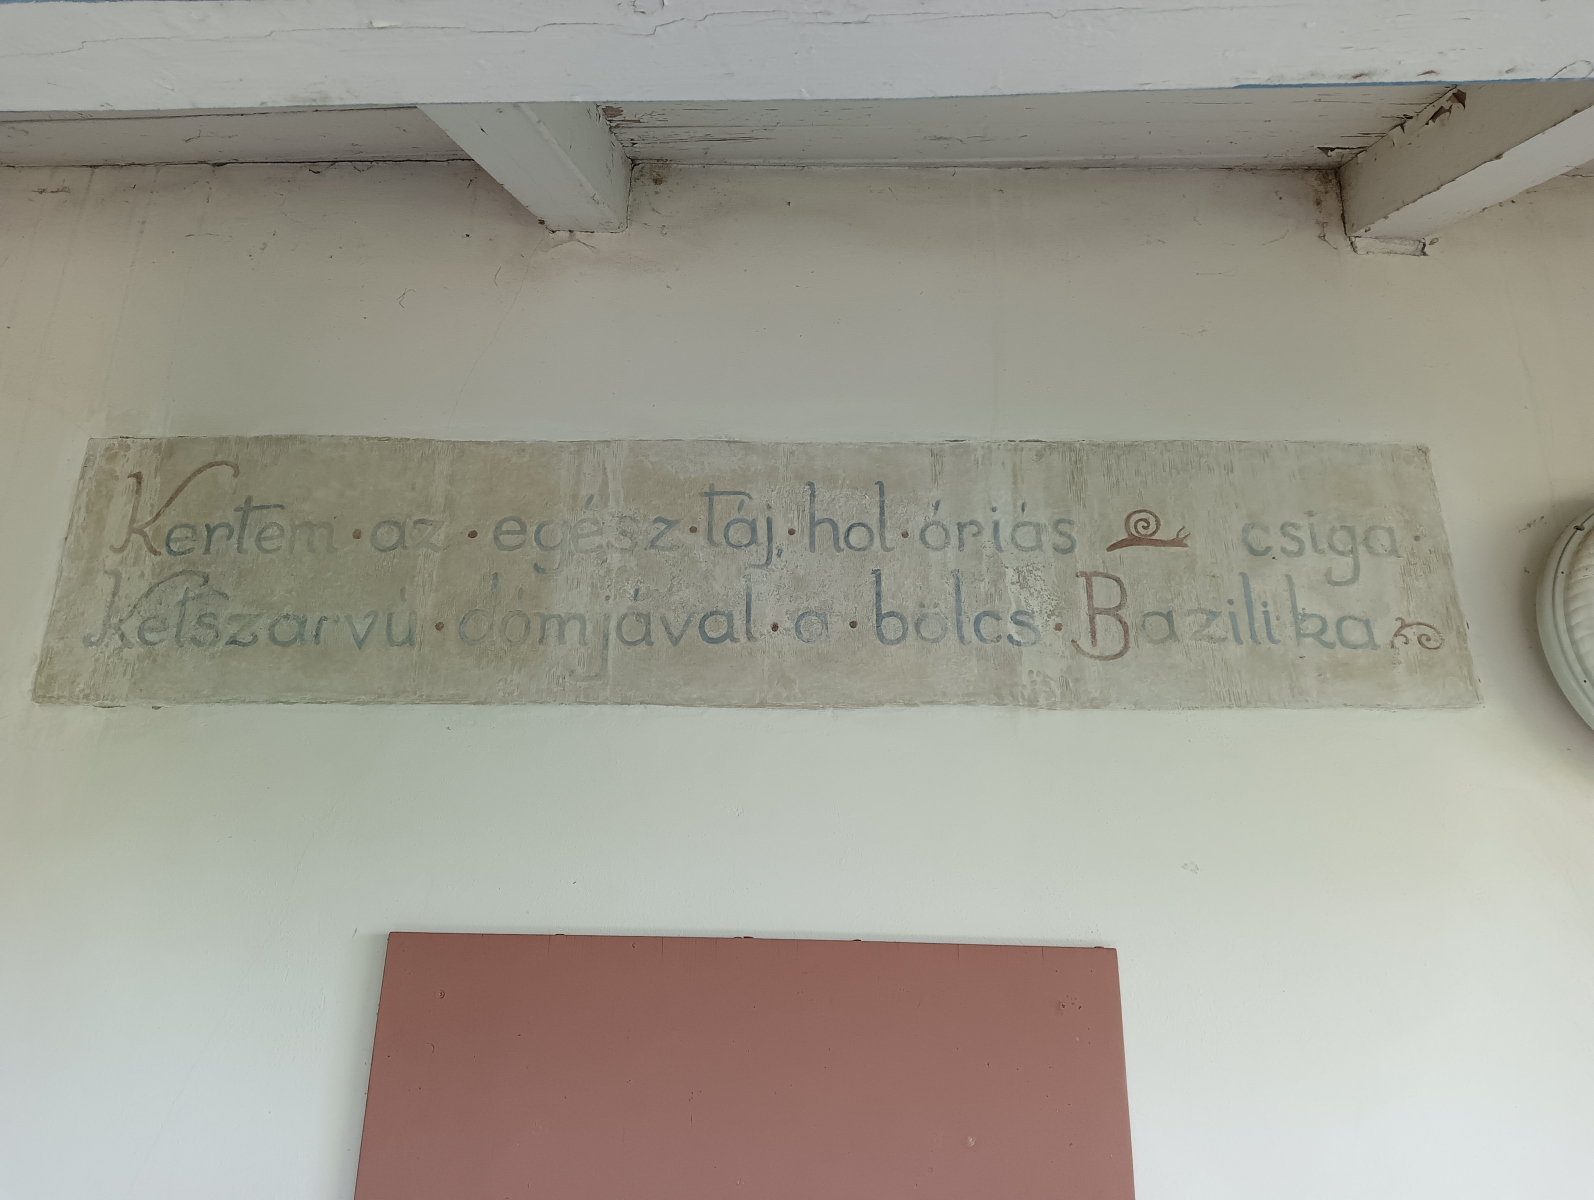 Kertem · az · egész · táj · hol · óriás csiga ·
Kétszarvú · dómjával · a · bölcs · Bazilika